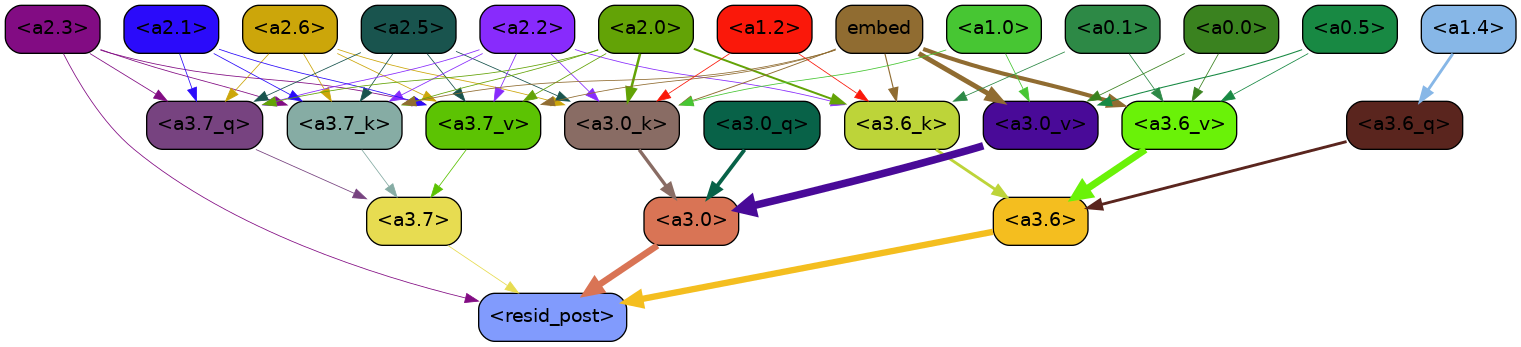 <a2.3> <a2.1> <a2.6> <a2.5> <a2.2> <a2.0> <a1.2> embed <a1.0> <a0.1> <a0.0> <a0.5> <a1.4>
<a3.7_q> <a3.7_k> <a3.7_v> <a3.0_k> <a3.0_q> <a3.6_k> <a3.0_v> <a3.6_v> <a3.6_q>
<a3.7> <a3.0> <a3.6>
<resid_post>